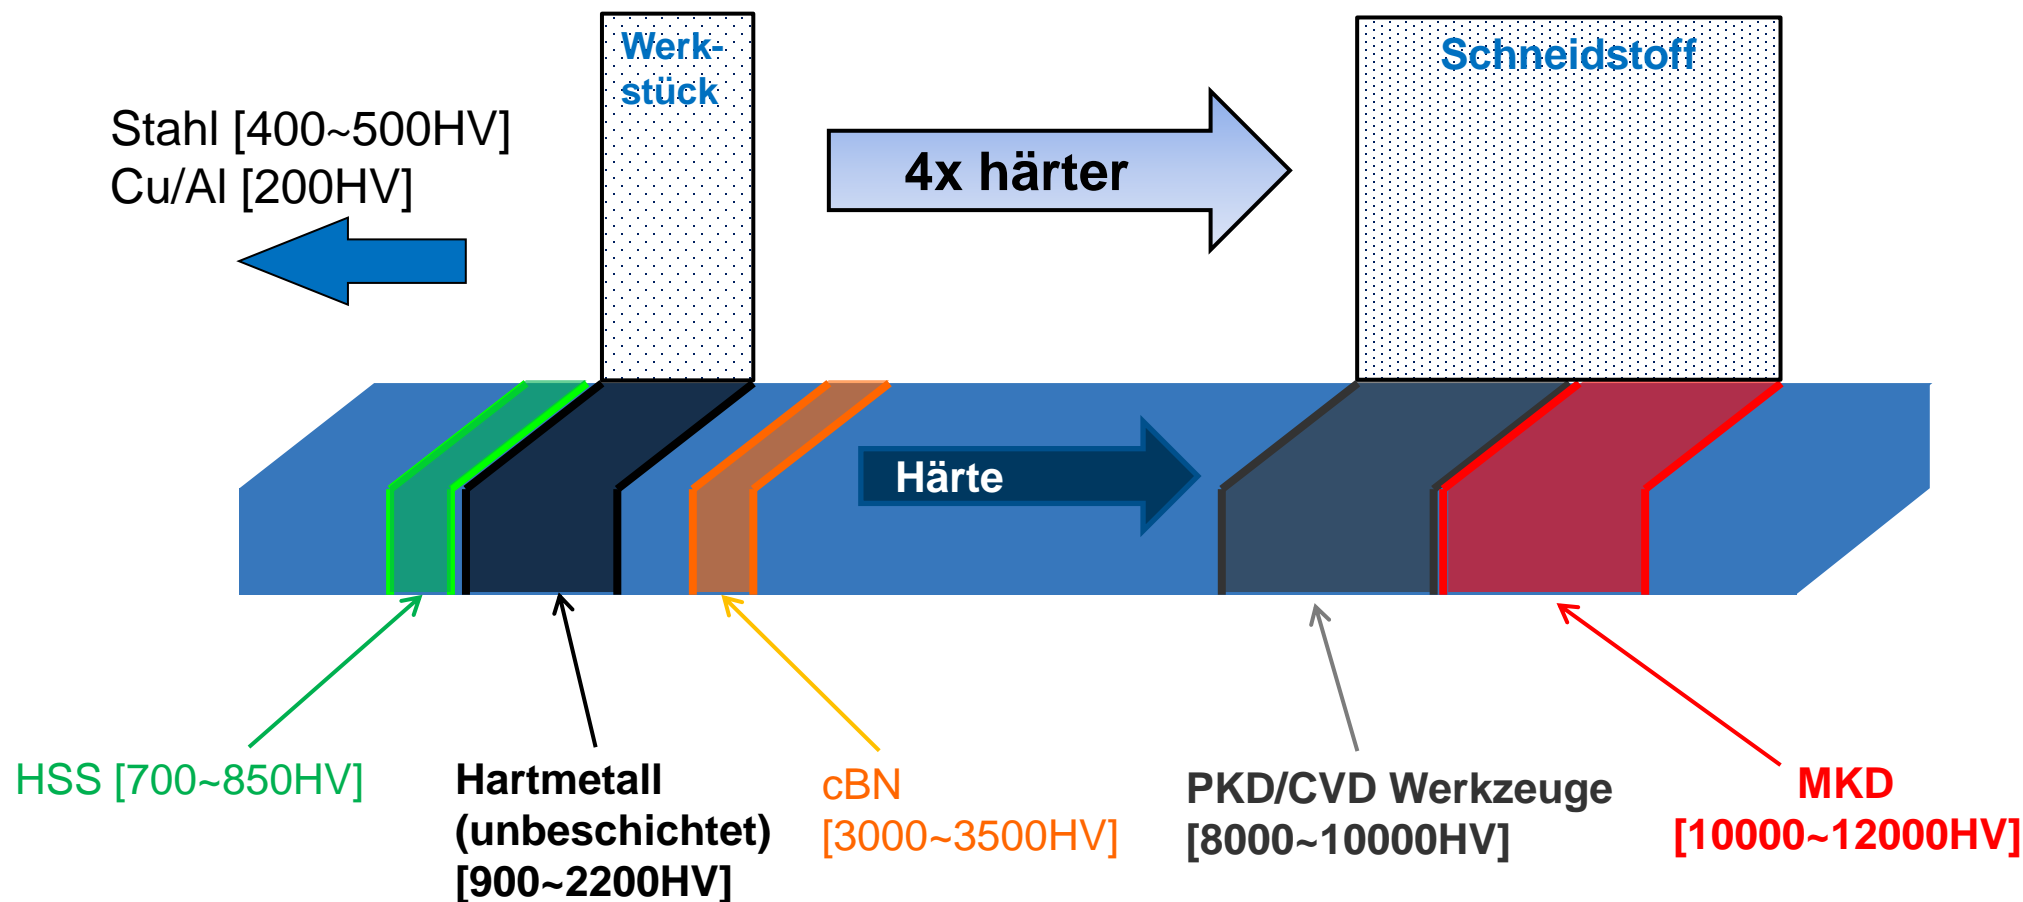 Werk-
stück
Schneidstoff
Stahl [400~500HV]
Cu/Al [200HV]
4x härter
Härte
HSS [700~850HV]
Hartmetall
(unbeschichtet)
[900~2200HV]
cBN
[3000~3500HV]
PKD/CVD Werkzeuge
[8000~10000HV]
MKD
[10000~12000HV]